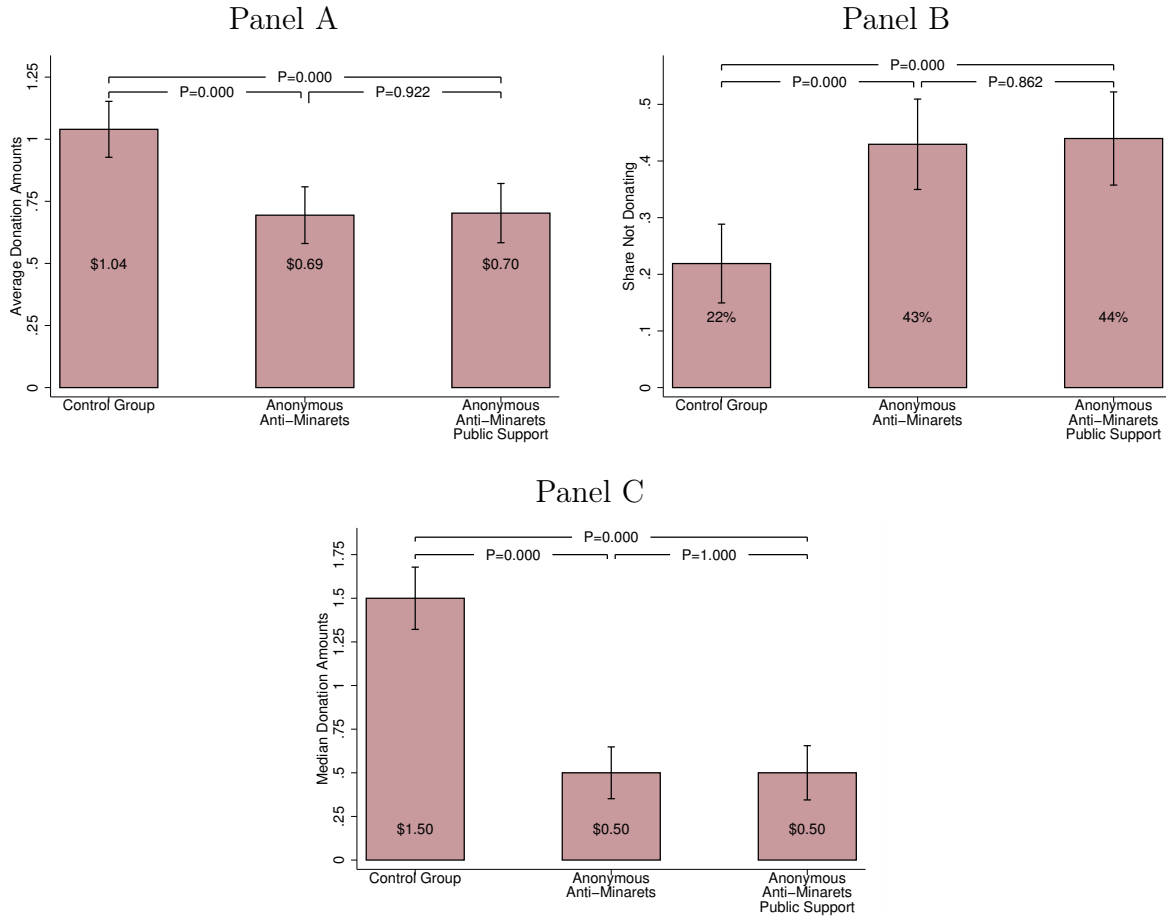 Panel A
P=0.000
P=0.000
P=0.922
Average Donation Amounts
1.25
1
.75
.5
.25
0
$1.04
$0.69
$0.70
Control Group
Anonymous
Anti−Minarets
Anonymous
Anti−Minarets
Public Support
Panel B
P=0.000
P=0.000
P=0.862
Share Not Donating
.5
.4
.3
.2
.1
0
22%
43%
44%
Control Group
Anonymous
Anti−Minarets
Anonymous
Anti−Minarets
Public Support
Panel C
P=0.000
P=0.000
P=1.000
Median Donation Amounts
1.75
1.5
1.25
1
.75
.5
.25
0
$1.50
$0.50
$0.50
Control Group
Anonymous
Anti−Minarets
Anonymous
Anti−Minarets
Public Support